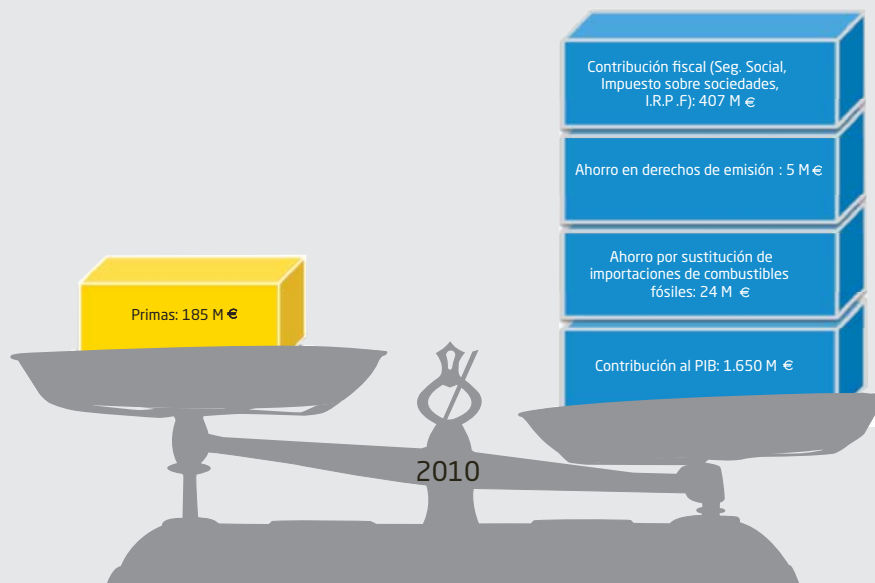 Contribución fiscal (Seg. Social,
Impuesto sobre sociedades,
I.R.P .F): 407 M €
Ahorro en derechos de emisión : 5 M €
Ahorro por sustitución de
importaciones de combustibles
fósiles: 24 M €
Primas: 185 M €
Contribución al PIB: 1.650 M €
2010